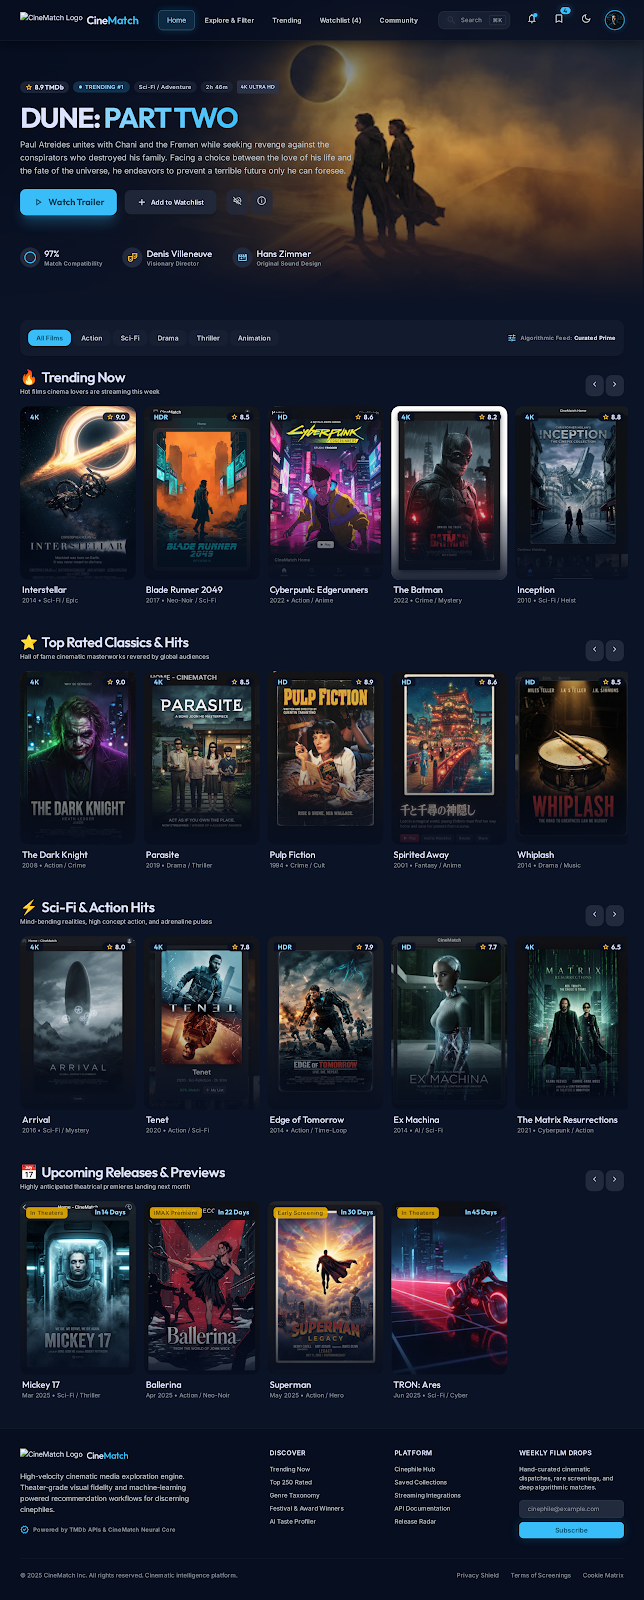 CineMatch Logo CineMatch Home Explore & Filter Trending Watchlist (4) Community Search ⌘K 4
8.9 TMDb TRENDING #1 Sci-Fi / Adventure 2h 46m 4K ULTRA HD
DUNE: PART TWO
Paul Atreides unites with Chani and the Fremen while seeking revenge against the
conspirators who destroyed his family. Facing a choice between the love of his life and
the fate of the universe, he endeavors to prevent a terrible future only he can foresee.
Watch Trailer Add to Watchlist
97% Denis Villeneuve Hans Zimmer
Match Compatibility Visionary Director Original Sound Design
All Films Action Sci-Fi Drama Thriller Animation Algorithmic Feed: Curated Prime
🔥 Trending Now
Hot films cinema lovers are streaming this week
4K 9.0 HDR 8.5 HD 8.6 4K 8.2 4K 8.8
INTERSTELLAR
BLADE RUNNER
2049
CYBERPUNK
BATMAN
INCEPTION
Interstellar Blade Runner 2049 Cyberpunk: Edgerunners The Batman Inception
2014 • Sci-Fi / Epic 2017 • Neo-Noir / Sci-Fi 2022 • Action / Anime 2022 • Crime / Mystery 2010 • Sci-Fi / Heist
⭐ Top Rated Classics & Hits
Hall of fame cinematic masterworks revered by global audiences
4K 9.0 4K 8.5 HD 8.9 HD 8.6 HD 8.5
THE DARK KNIGHT
HOME - CINEMATCH
PARASITE
ACT AS IF YOU OWN THE PLACE
PULP FICTION
千と千尋の神隠し
MILES TELLER J.K. SIMMONS
WHIPLASH
The Dark Knight Parasite Pulp Fiction Spirited Away Whiplash
2008 • Action / Crime 2019 • Drama / Thriller 1994 • Crime / Cult 2001 • Fantasy / Anime 2014 • Drama / Music
⚡ Sci-Fi & Action Hits
Mind-bending realities, high concept action, and adrenaline pulses
4K 8.0 4K 7.8 HDR 7.9 HD 7.7 4K 6.5
Home - CineMatch
ARRIVAL
TENET
Tenet
EDGE OF TOMORROW
CineMatch
EX MACHINA
MATRIX
RESURRECTIONS
Arrival Tenet Edge of Tomorrow Ex Machina The Matrix Resurrections
2016 • Sci-Fi / Mystery 2020 • Action / Sci-Fi 2014 • Action / Time-Loop 2014 • AI / Sci-Fi 2021 • Cyberpunk / Action
📅 Upcoming Releases & Previews
Highly anticipated theatrical premieres landing next month
In Theaters In 14 Days IMAX Premiere In 22 Days Early Screening In 30 Days In Theaters In 45 Days
MICKEY 17
Ballerina
FROM THE WORLD OF JOHN WICK
SUPERMAN
LEGACY
Mickey 17 Ballerina Superman TRON: Ares
Mar 2025 • Sci-Fi / Thriller Apr 2025 • Action / Neo-Noir May 2025 • Action / Hero Jun 2025 • Sci-Fi / Cyber
CineMatch Logo CineMatch
High-velocity cinematic media exploration engine.
Theater-grade visual fidelity and machine-learning
powered recommendation workflows for discerning
cinephiles.
Powered by TMDb APIs & CineMatch Neural Core
DISCOVER
Trending Now
Top 250 Rated
Genre Taxonomy
Festival & Award Winners
AI Taste Profiler
PLATFORM
Cinephile Hub
Saved Collections
Streaming Integrations
API Documentation
Release Radar
WEEKLY FILM DROPS
Hand-curated cinematic
dispatches, rare screenings, and
deep algorithmic matches.
cinephile@example.com
Subscribe
© 2025 CineMatch Inc. All rights reserved. Cinematic intelligence platform. Privacy Shield Terms of Screenings Cookie Matrix